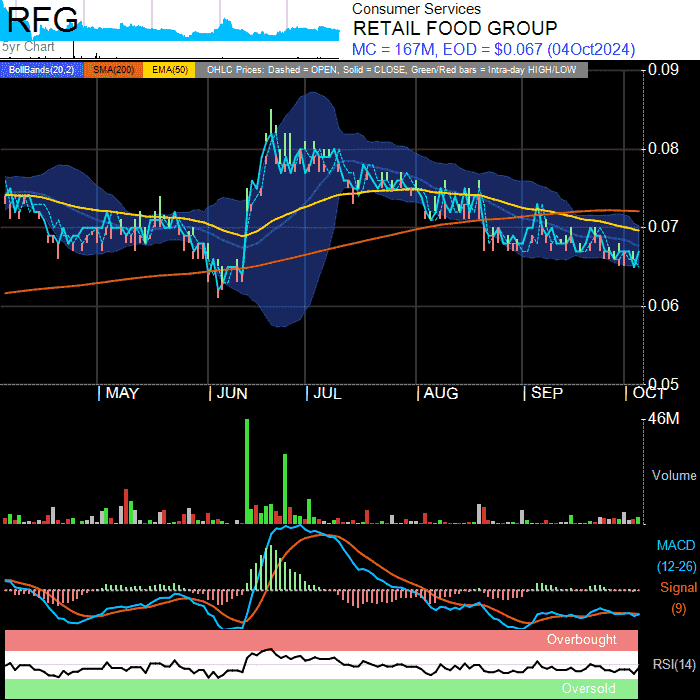 RFG
5yr Chart
Consumer Services
RETAIL FOOD GROUP
MC = 167M, EOD = $0.067 (04Oct2024)
BollBands(20,2) SMA(200) EMA(50) OHLC Prices: Dashed = OPEN, Solid = CLOSE, Green/Red bars = Intra-day HIGH/LOW
0.09
0.08
0.07
0.06
0.05
MAY JUN JUL AUG SEP OCT
46M
Volume
MACD
(12-26)
Signal
(9)
Overbought
RSI(14)
Oversold